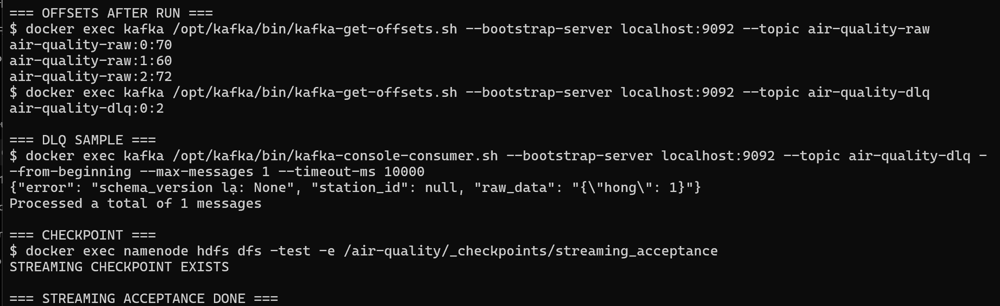 === OFFSETS AFTER RUN ===
$ docker exec kafka /opt/kafka/bin/kafka-get-offsets.sh --bootstrap-server localhost:9092 --topic air-quality-raw
air-quality-raw:0:70
air-quality-raw:1:60
air-quality-raw:2:72
$ docker exec kafka /opt/kafka/bin/kafka-get-offsets.sh --bootstrap-server localhost:9092 --topic air-quality-dlq
air-quality-dlq:0:2
=== DLQ SAMPLE ===
$ docker exec kafka /opt/kafka/bin/kafka-console-consumer.sh --bootstrap-server localhost:9092 --topic air-quality-dlq -
-from-beginning --max-messages 1 --timeout-ms 10000
{"error": "schema_version lạ: None", "station_id": null, "raw_data": "{\"hong\": 1}"}
Processed a total of 1 messages
=== CHECKPOINT ===
$ docker exec namenode hdfs dfs -test -e /air-quality/_checkpoints/streaming_acceptance
STREAMING CHECKPOINT EXISTS
=== STREAMING ACCEPTANCE DONE ===